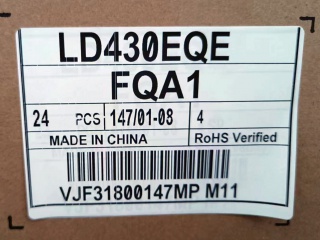 LD430EQE
FQA1
24 PCS 147/01-08 4
MADE IN CHINA RoHS Verified
VJF31800147MP M11